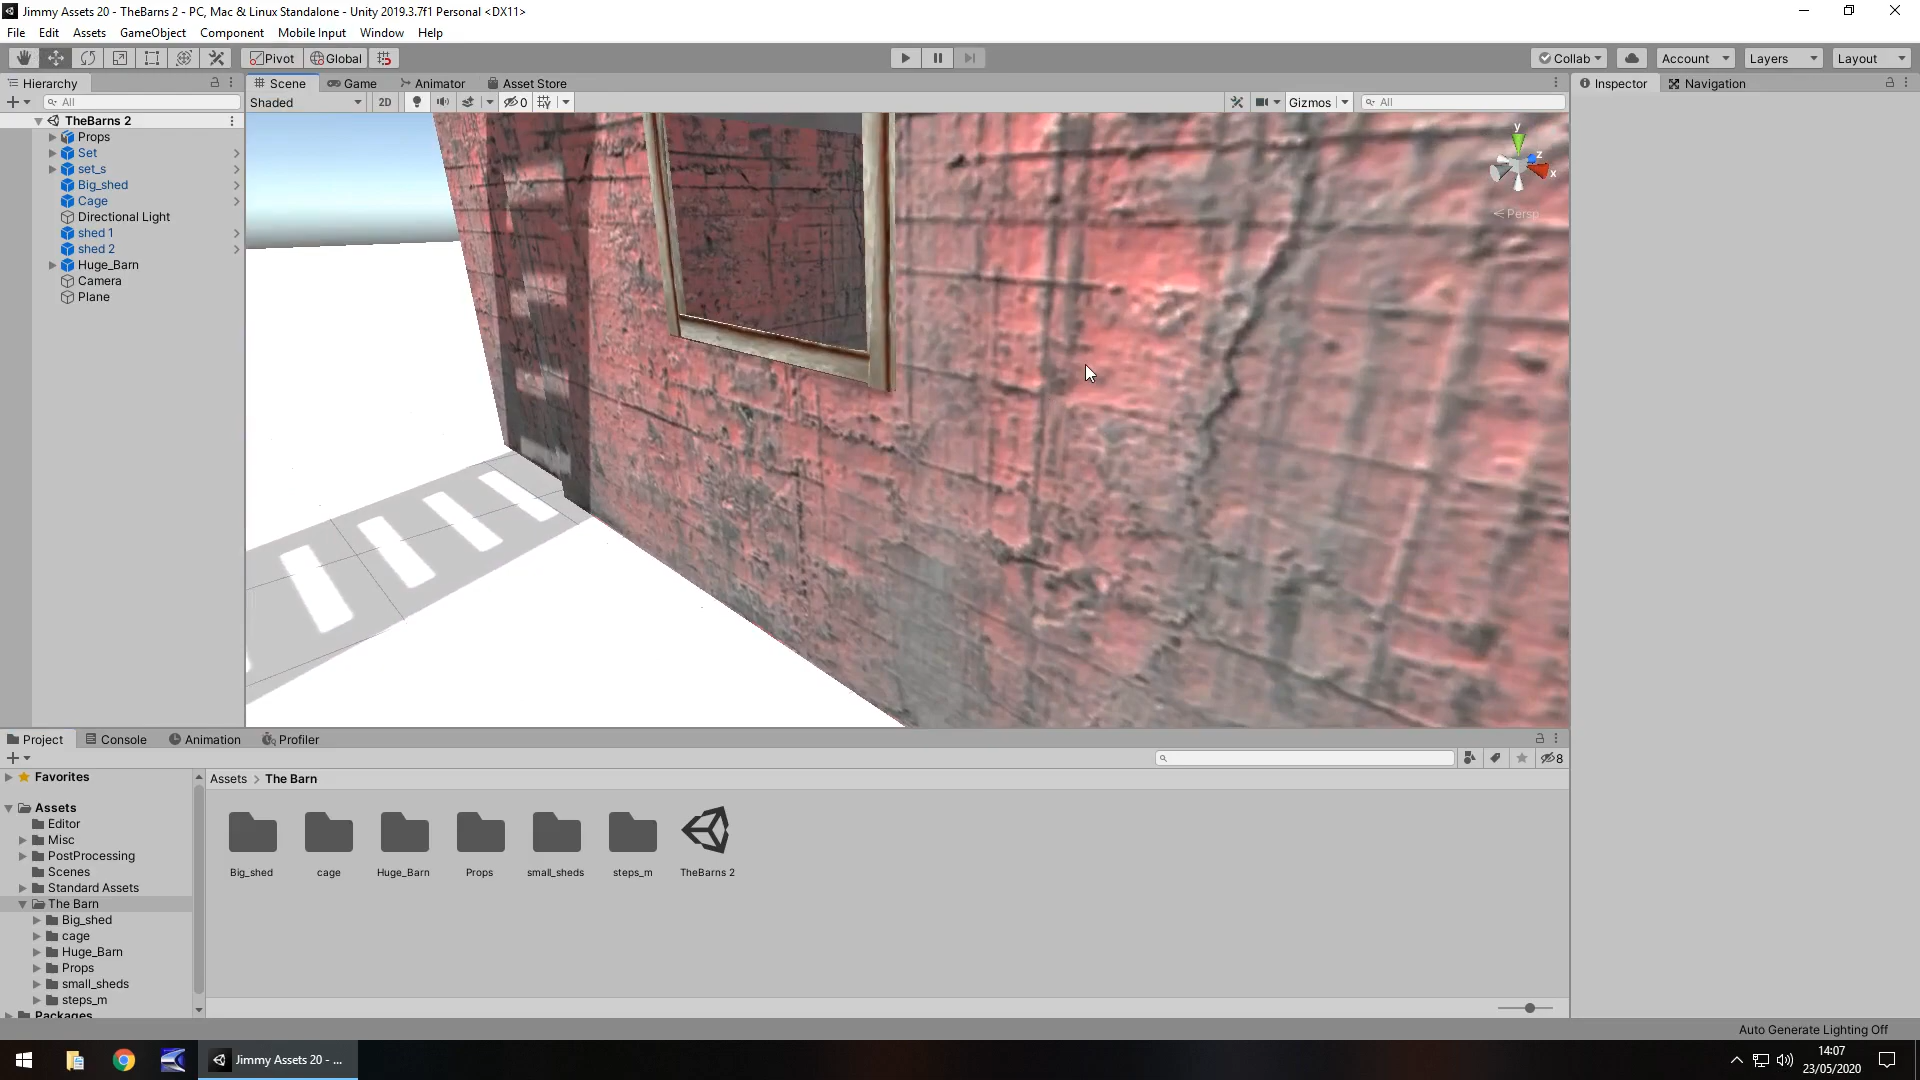 Jimmy Assets 20 - TheBarns 2 - PC, Mac & Linux Standalone - Unity 2019.3.7f1 Personal <DX11>
File Edit Assets GameObject Component Mobile Input Window Help
Pivot Global Collab Account Layers Layout
Hierarchy Scene Game Animator Asset Store Inspector Navigation
All Shaded 2D 0 Gizmos All
TheBarns 2
Props
Set
set_s
Big_shed
Cage
Directional Light
shed 1
shed 2
Huge_Barn
Camera
Plane
y
z
x
Persp
Project Console Animation Profiler
8
Favorites
Assets
Editor
Misc
PostProcessing
Scenes
Standard Assets
The Barn
Big_shed
cage
Huge_Barn
Props
small_sheds
steps_m
Packages
Assets > The Barn
Big_shed cage Huge_Barn Props small_sheds steps_m TheBarns 2
Auto Generate Lighting Off
Jimmy Assets 20 - ...
14:07
23/05/2020